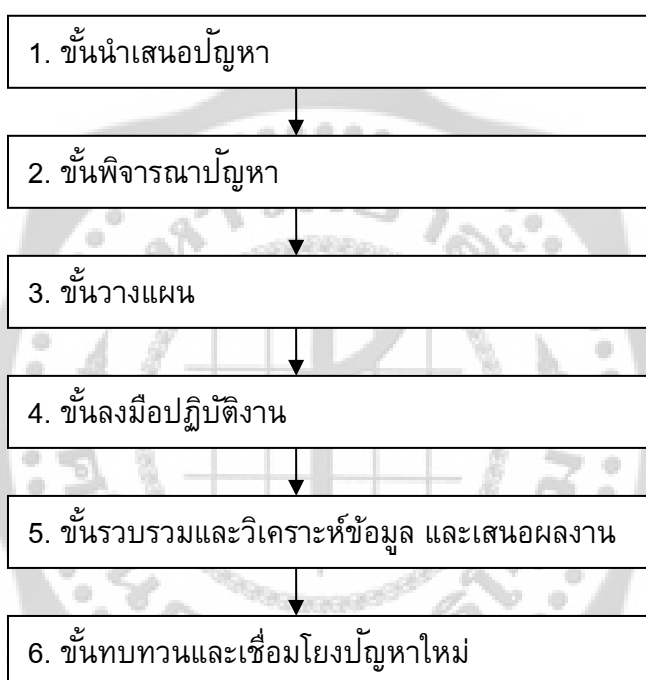 1. ขั้นนำเสนอปัญหา
2. ขั้นพิจารณาปัญหา
3. ขั้นวางแผน
4. ขั้นลงมือปฏิบัติงาน
5. ขั้นรวบรวมและวิเคราะห์ข้อมูล และเสนอผลงาน
6. ขั้นทบทวนและเชื่อมโยงปัญหาใหม่